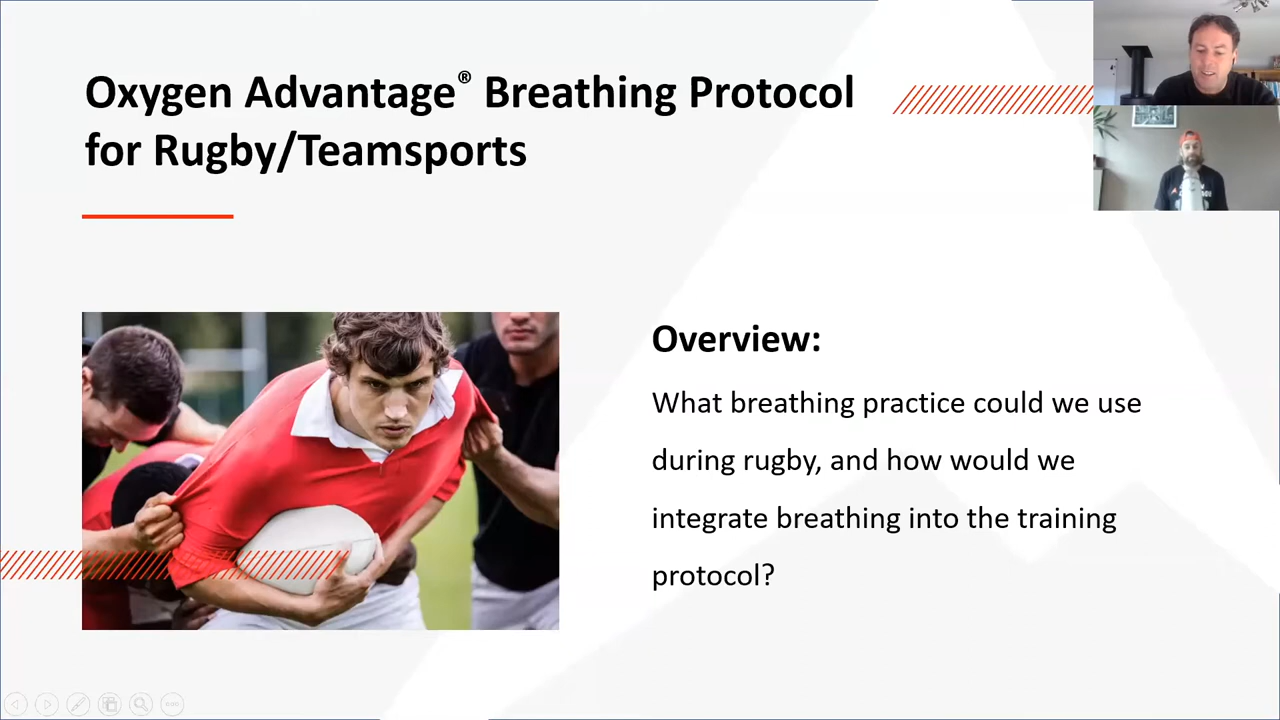 Oxygen Advantage® Breathing Protocol
for Rugby/Teamsports
Overview:
What breathing practice could we use
during rugby, and how would we
integrate breathing into the training
protocol?